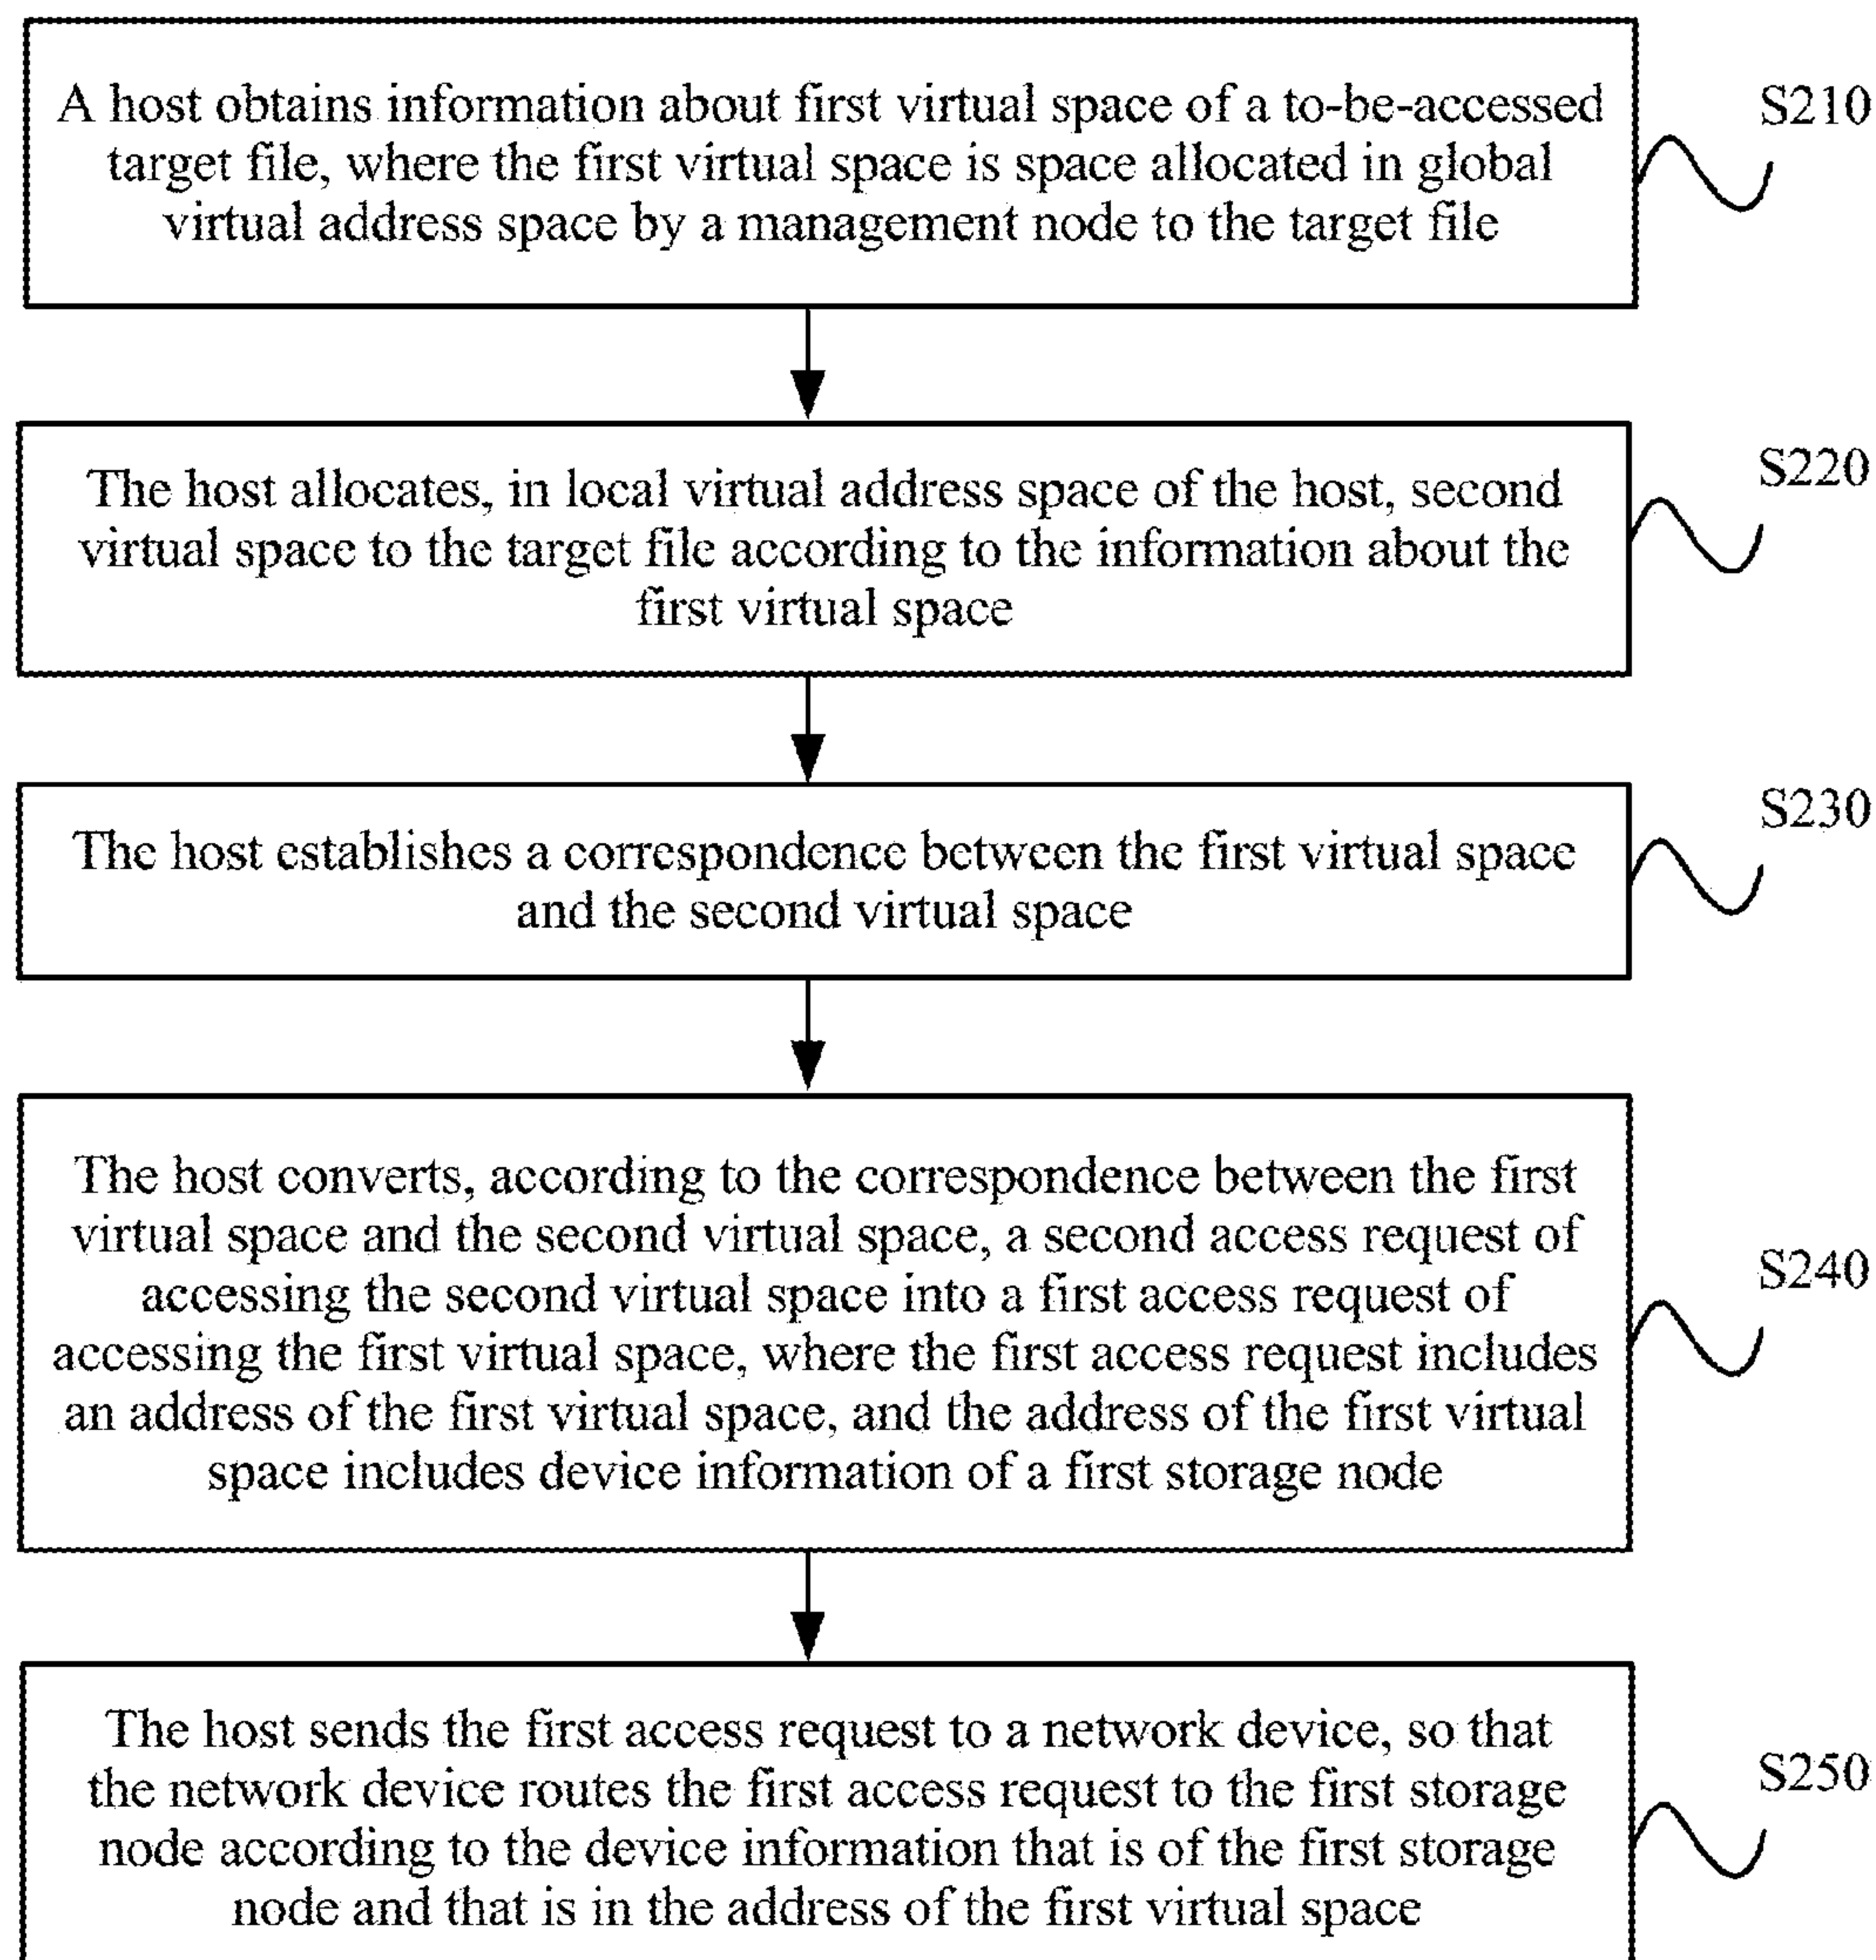 A host obtains information about first virtual space of a to-be-accessed
target file, where the first virtual space is space allocated in global
virtual address space by a management node to the target file
S210
The host allocates, in local virtual address space of the host, second
virtual space to the target file according to the information about the
first virtual space
S220
The host establishes a correspondence between the first virtual space
and the second virtual space
S230
The host converts, according to the correspondence between the first
virtual space and the second virtual space, a second access request of
accessing the second virtual space into a first access request of
accessing the first virtual space, where the first access request includes
an address of the first virtual space, and the address of the first virtual
space includes device information of a first storage node
S240
The host sends the first access request to a network device, so that
the network device routes the first access request to the first storage
node according to the device information that is of the first storage
node and that is in the address of the first virtual space
S250